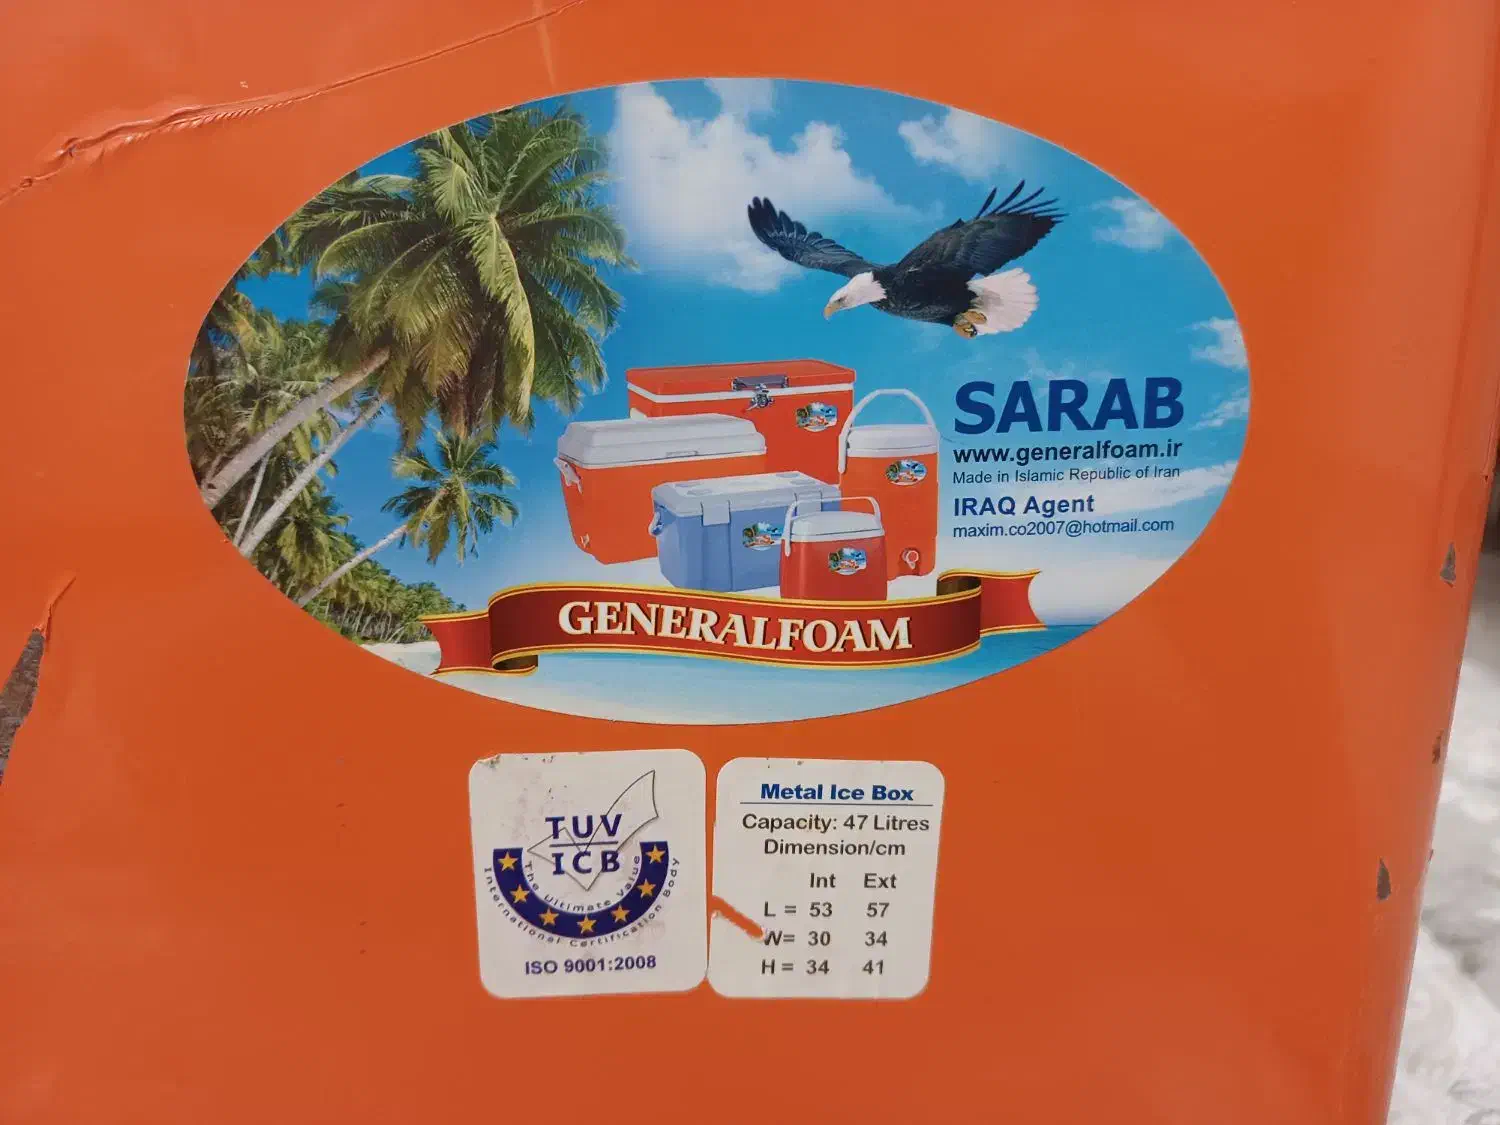 SARAB
www.generalfoam.ir
Made in Islamic Republic of Iran
IRAQ Agent
maxim.co2007@hotmail.com
GENERALFOAM
TUV
ICB
The Ultimate Value
International Certification Body
ISO 9001:2008
Metal Ice Box
Capacity: 47 Litres
Dimension/cm
Int Ext
L = 53 57
W= 30 34
H = 34 41